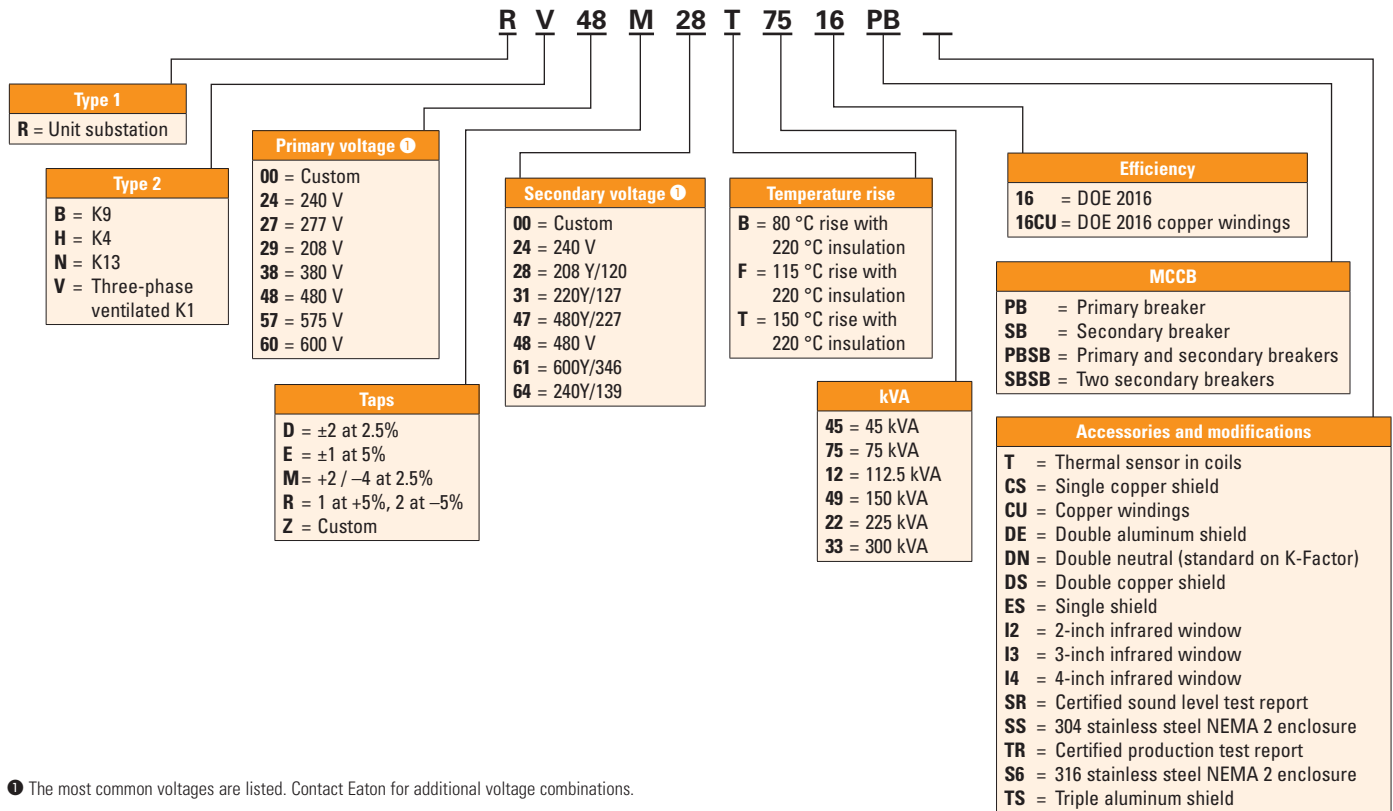 R V 48 M 28 T 75 16 PB
Type 1
R = Unit substation
Type 2
B = K9
H = K4
N = K13
V = Three-phase
ventilated K1
Primary voltage ❶
00 = Custom
24 = 240 V
27 = 277 V
29 = 208 V
38 = 380 V
48 = 480 V
57 = 575 V
60 = 600 V
Taps
D = ±2 at 2.5%
E = ±1 at 5%
M= +2 / –4 at 2.5%
R = 1 at +5%, 2 at –5%
Z = Custom
Secondary voltage ❶
00 = Custom
24 = 240 V
28 = 208 Y/120
31 = 220Y/127
47 = 480Y/227
48 = 480 V
61 = 600Y/346
64 = 240Y/139
Temperature rise
B = 80 °C rise with
220 °C insulation
F = 115 °C rise with
220 °C insulation
T = 150 °C rise with
220 °C insulation
kVA
45 = 45 kVA
75 = 75 kVA
12 = 112.5 kVA
49 = 150 kVA
22 = 225 kVA
33 = 300 kVA
Efficiency
16 = DOE 2016
16CU = DOE 2016 copper windings
MCCB
PB = Primary breaker
SB = Secondary breaker
PBSB = Primary and secondary breakers
SBSB = Two secondary breakers
Accessories and modifications
T = Thermal sensor in coils
CS = Single copper shield
CU = Copper windings
DE = Double aluminum shield
DN = Double neutral (standard on K-Factor)
DS = Double copper shield
ES = Single shield
I2 = 2-inch infrared window
I3 = 3-inch infrared window
I4 = 4-inch infrared window
SR = Certified sound level test report
SS = 304 stainless steel NEMA 2 enclosure
TR = Certified production test report
S6 = 316 stainless steel NEMA 2 enclosure
TS = Triple aluminum shield
❶ The most common voltages are listed. Contact Eaton for additional voltage combinations.